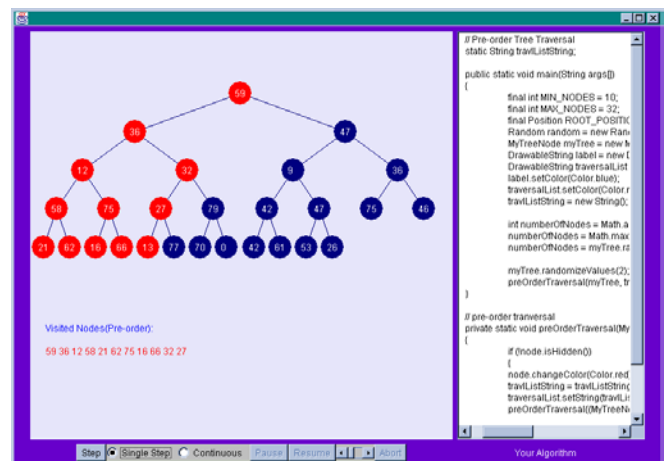 59
36 47
12 32 9 36
58 75 27 79 42 47 75 46
21 62 16 66 13 77 70 0 42 61 53 26
Visited Nodes(Pre-order):
59 36 12 58 21 62 75 16 66 32 27
// Pre-order Tree Traversal
static String travlListString;
public static void main(String args[])
{
final int MIN_NODES = 10;
final int MAX_NODES = 32;
final Position ROOT_POSITIO
Random random = new Ran
MyTreeNode myTree = new M
DrawableString label = new D
DrawableString traversalList
label.setColor(Color.blue);
traversalList.setColor(Color.r
travlListString = new String();
int numberOfNodes = Math.a
numberOfNodes = Math.max
numberOfNodes = myTree.ra
myTree.randomizeValues(2);
preOrderTraversal(myTree, tr
}
// pre-order tranversal
private static void preOrderTraversal(My
{
if (!node.isHidden())
{
node.changeColor(Color.red)
travlListString = travlListString
traversalList.setString(travlLis
preOrderTraversal((MyTreeN
Step Single Step Continuous Pause Resume Abort
Your Algorithm